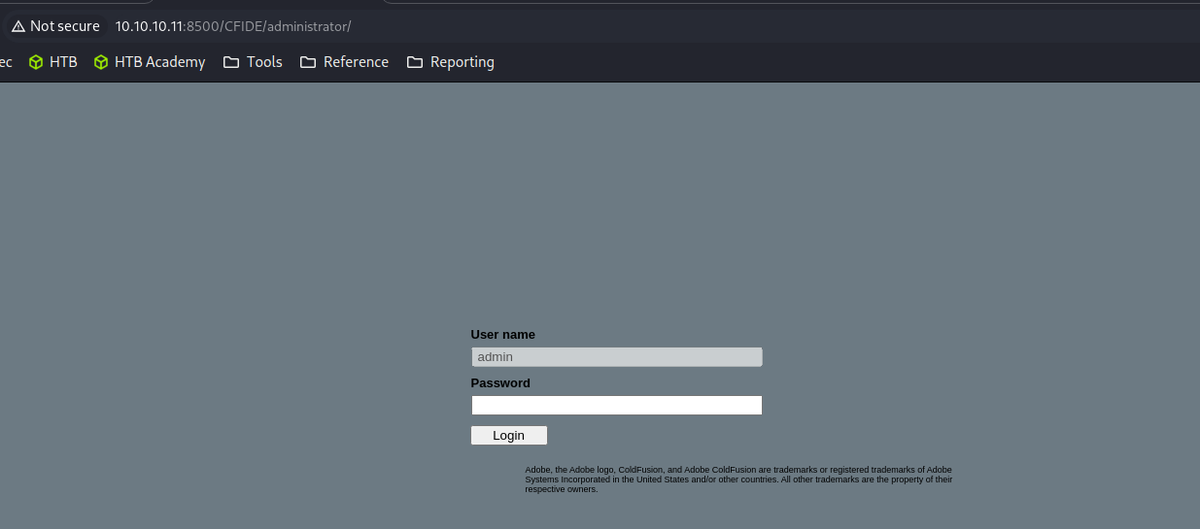 Not secure 10.10.10.11:8500/CFIDE/administrator/
ec HTB HTB Academy Tools Reference Reporting
User name
admin
Password
Login
Adobe, the Adobe logo, ColdFusion, and Adobe ColdFusion are trademarks or registered trademarks of Adobe
Systems Incorporated in the United States and/or other countries. All other trademarks are the property of their
respective owners.